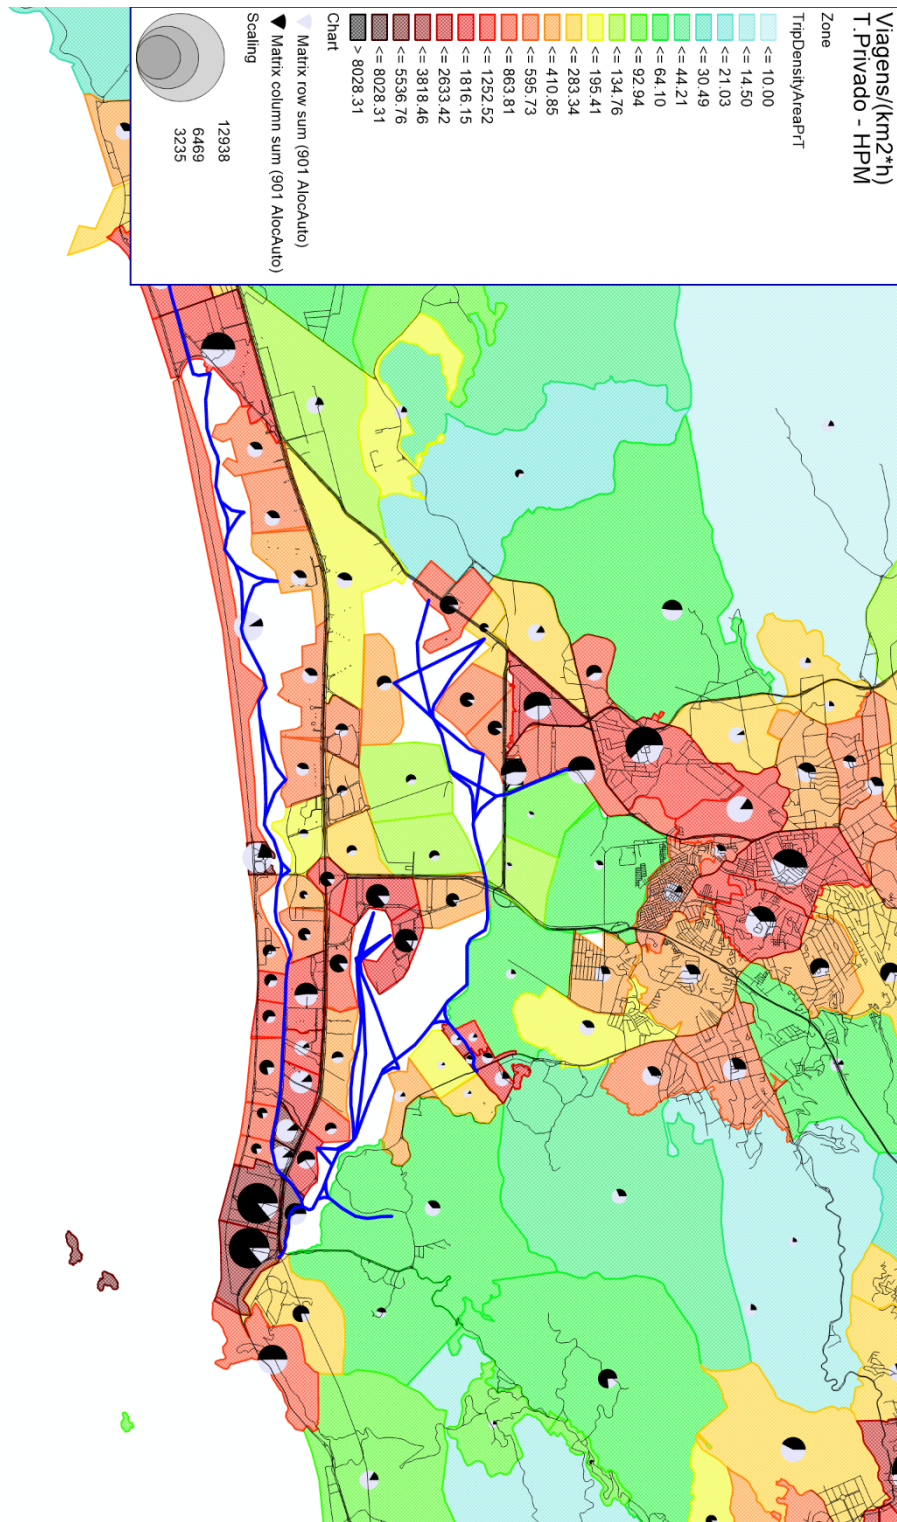 Viagens/(km2*h)
T.Privado - HPM
Zone
TripDensityAreaPrT
<= 10.00
<= 14.50
<= 21.03
<= 30.49
<= 44.21
<= 64.10
<= 92.94
<= 134.76
<= 195.41
<= 283.34
<= 410.85
<= 595.73
<= 863.81
<= 1252.52
<= 1816.15
<= 2633.42
<= 3818.46
<= 5536.76
<= 8028.31
> 8028.31
Chart
Matrix row sum (901 AlocAuto)
Matrix column sum (901 AlocAuto)
Scaling
12938
6469
3235